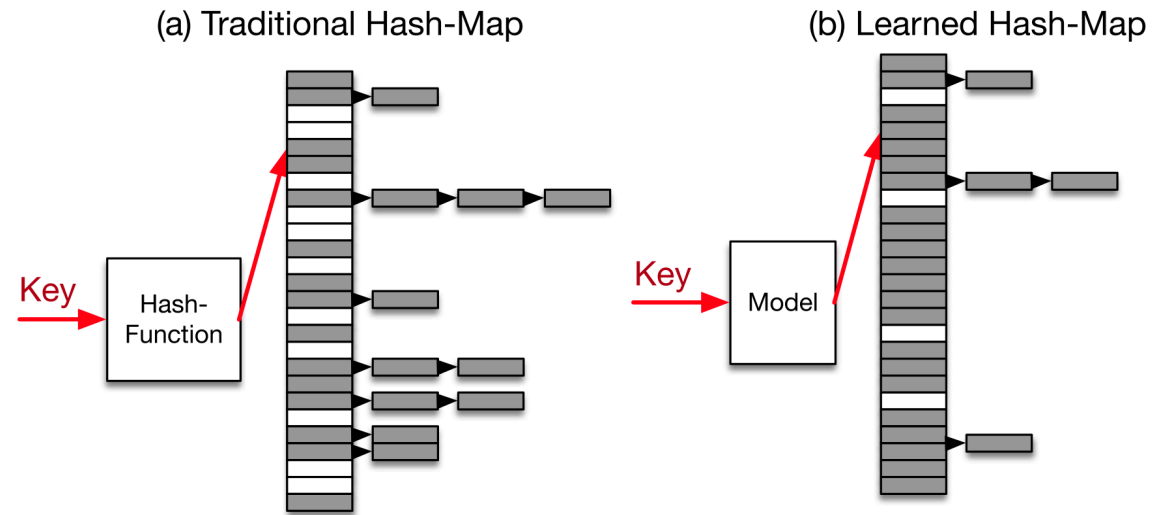 (a) Traditional Hash-Map
Key
Hash-
Function
(b) Learned Hash-Map
Key
Model